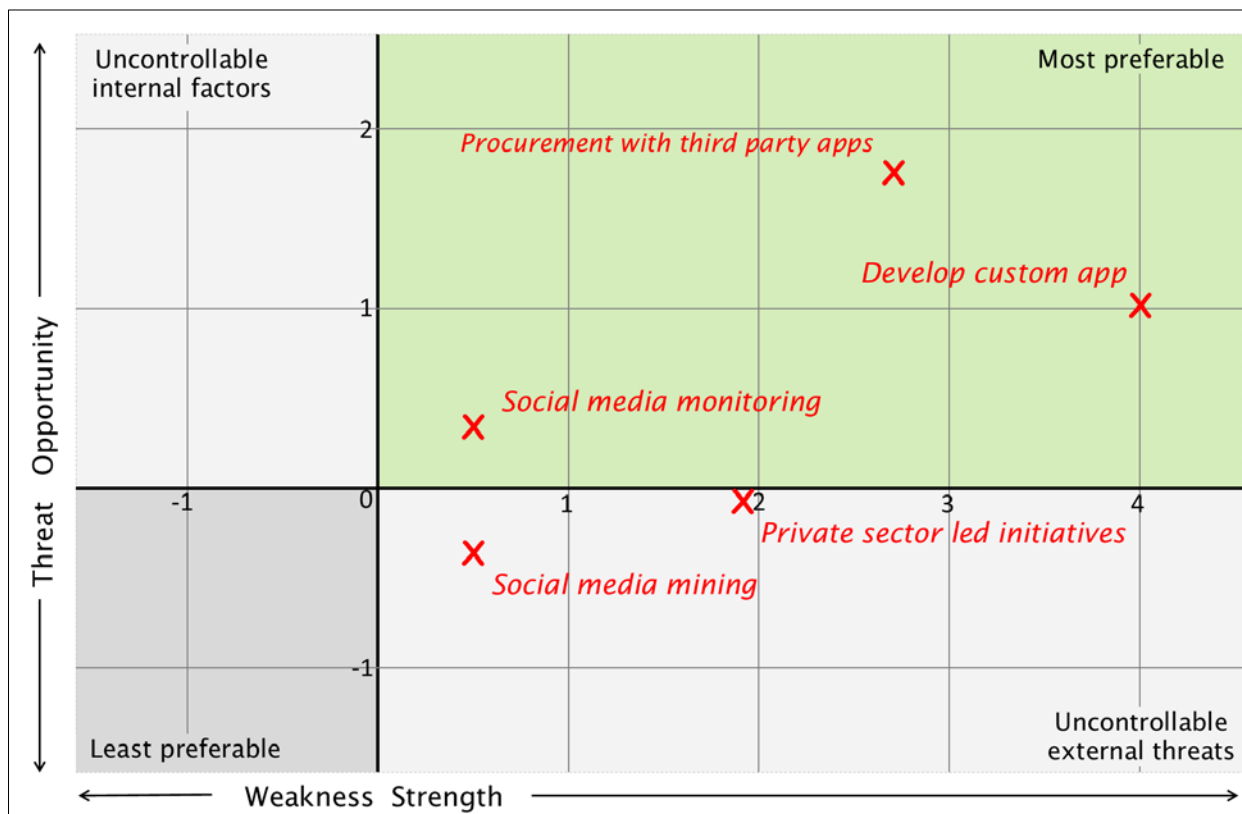 Uncontrollable
internal factors
Most preferable
2
Procurement with third party apps
Develop custom app
1
Social media monitoring
-1
0
1
2
3
4
Private sector led initiatives
Social media mining
-1
Least preferable
Uncontrollable
external threats
Threat Opportunity
Weakness Strength